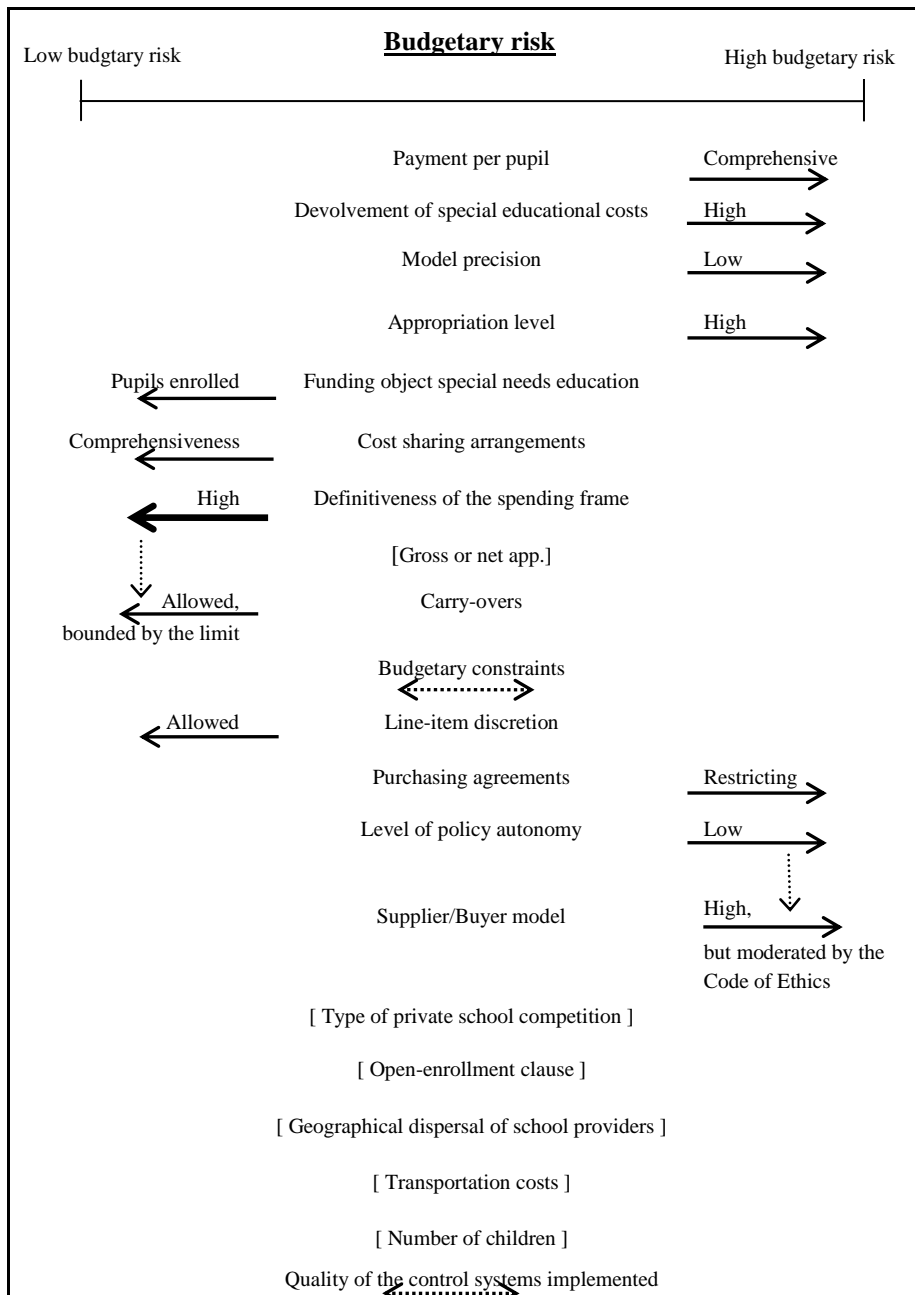 Budgetary risk
Low budgtary risk
High budgetary risk
Payment per pupil Comprehensive
Devolvement of special educational costs High
Model precision Low
Appropriation level High
Pupils enrolled Funding object special needs education
Comprehensiveness Cost sharing arrangements
High Definitiveness of the spending frame
[Gross or net app.]
Allowed, Carry-overs
bounded by the limit
Budgetary constraints
Allowed Line-item discretion
Purchasing agreements Restricting
Level of policy autonomy Low
Supplier/Buyer model High,
but moderated by the
Code of Ethics
[ Type of private school competition ]
[ Open-enrollment clause ]
[ Geographical dispersal of school providers ]
[ Transportation costs ]
[ Number of children ]
Quality of the control systems implemented